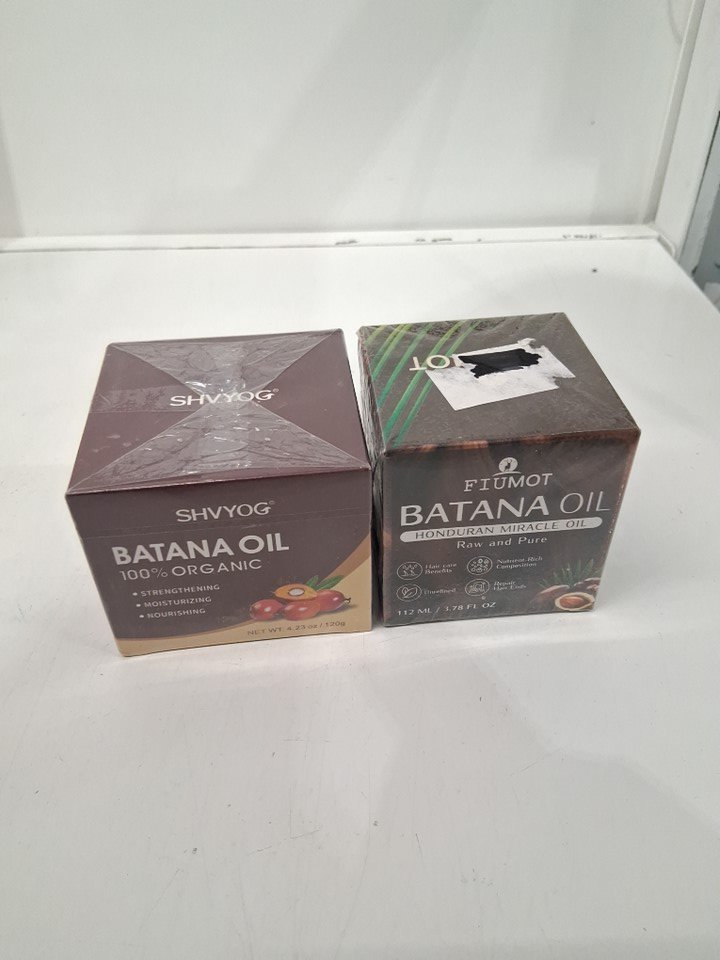 SHVYOG
SHVYOG®
BATANA OIL
100% ORGANIC
• STRENGTHENING
• MOISTURIZING
• NOURISHING
NET WT. 4.23 oz / 120g
OT
FIUMOT
BATANA OIL
HONDURAN MIRACLE OIL
Raw and Pure
Hair care
Benefits
Nutrient-Rich
Composition
Unrefined
Repair
Hair Ends
112 ML / 3.78 FL OZ